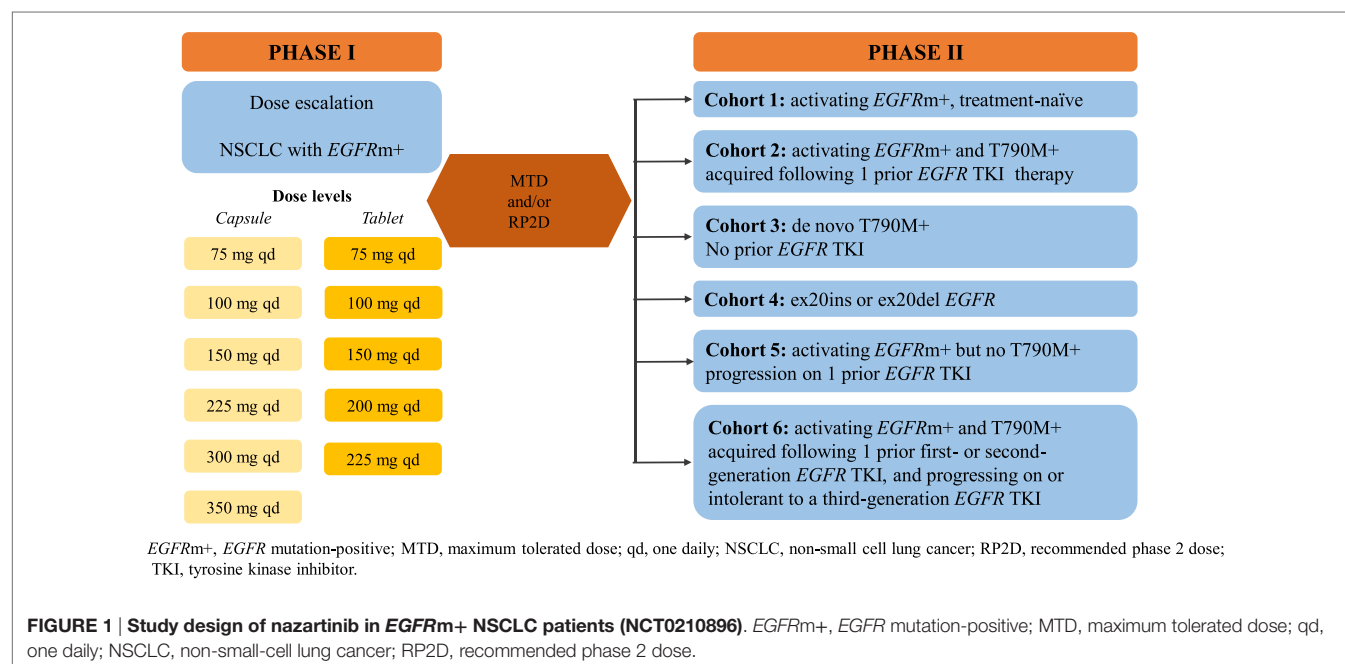 PHASE I
Dose escalation
NSCLC with EGFRm+
Dose levels
Capsule Tablet
75 mg qd 75 mg qd
100 mg qd 100 mg qd
150 mg qd 150 mg qd
225 mg qd 200 mg qd
300 mg qd 225 mg qd
350 mg qd
MTD
and/or
RP2D
PHASE II
Cohort 1: activating EGFRm+, treatment-naïve
Cohort 2: activating EGFRm+ and T790M+
acquired following 1 prior EGFR TKI therapy
Cohort 3: de novo T790M+
No prior EGFR TKI
Cohort 4: ex20ins or ex20del EGFR
Cohort 5: activating EGFRm+ but no T790M+
progression on 1 prior EGFR TKI
Cohort 6: activating EGFRm+ and T790M+
acquired following 1 prior first- or second-
generation EGFR TKI, and progressing on or
intolerant to a third-generation EGFR TKI
EGFRm+, EGFR mutation-positive; MTD, maximum tolerated dose; qd, one daily; NSCLC, non-small cell lung cancer; RP2D, recommended phase 2 dose;
TKI, tyrosine kinase inhibitor.
FIGURE 1 | Study design of nazartinib in EGFRm+ NSCLC patients (NCT0210896). EGFRm+, EGFR mutation-positive; MTD, maximum tolerated dose; qd,
one daily; NSCLC, non-small-cell lung cancer; RP2D, recommended phase 2 dose.